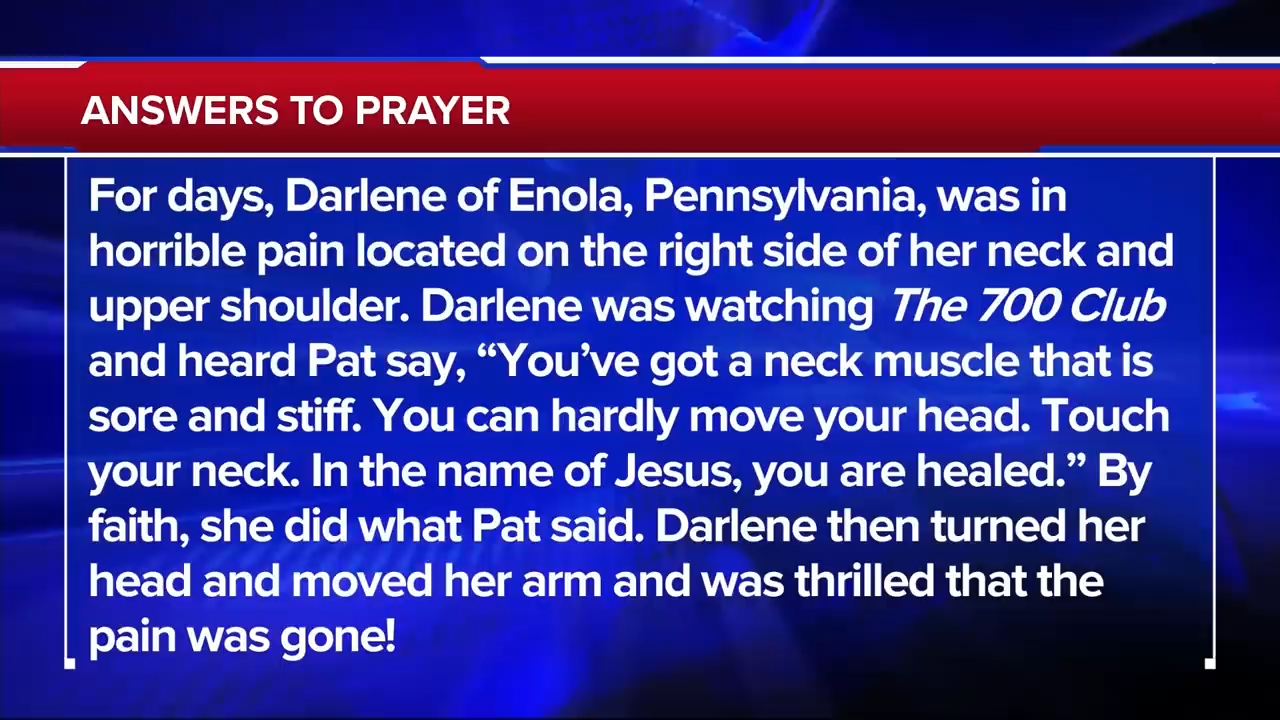 ANSWERS TO PRAYER
For days, Darlene of Enola, Pennsylvania, was in
horrible pain located on the right side of her neck and
upper shoulder. Darlene was watching The 700 Club
and heard Pat say, “You’ve got a neck muscle that is
sore and stiff. You can hardly move your head. Touch
your neck. In the name of Jesus, you are healed.” By
faith, she did what Pat said. Darlene then turned her
head and moved her arm and was thrilled that the
pain was gone!